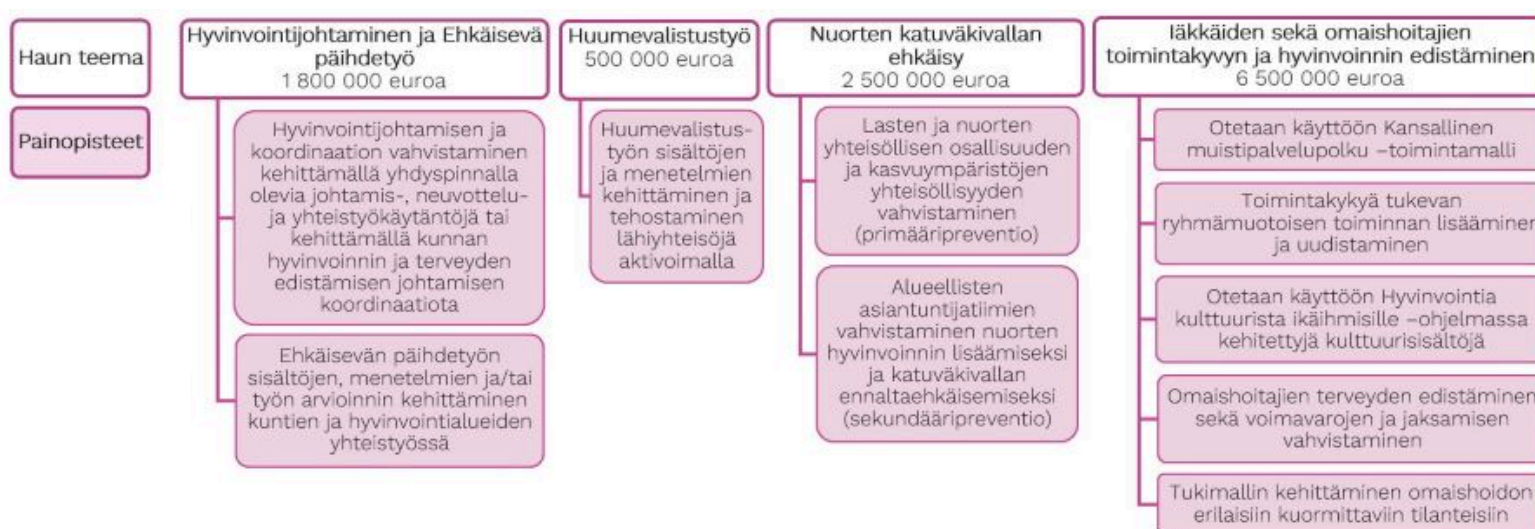 Haun teema
Painopisteet
Hyvinvointijohtaminen ja Ehkäisevä
päihdetyö
1 800 000 euroa
Hyvinvointijohtamisen ja
koordinaation vahvistaminen
kehittämällä yhdyspinnalla
olevia johtamis-, neuvottelu-
ja yhteistyökäytäntöjä tai
kehittämällä kunnan
hyvinvoinnin ja terveyden
edistämisen johtamisen
koordinaatiota
Ehkäisevän päihdetyön
sisältöjen, menetelmien ja/tai
työn arvioinnin kehittäminen
kuntien ja hyvinvointialueiden
yhteistyössä
Huumevalistustyö
500 000 euroa
Huumevalistus-
työn sisältöjen
ja menetelmien
kehittäminen ja
tehostaminen
lähiyhteisöjä
aktivoimalla
Nuorten katuväkivallan
ehkäisy
2 500 000 euroa
Lasten ja nuorten
yhteisöllisen osallisuuden
ja kasvuympäristöjen
yhteisöllisyyden
vahvistaminen
(primääripreventio)
Alueellisten
asiantuntijatiimien
vahvistaminen nuorten
hyvinvoinnin lisäämiseksi
ja katuväkivallan
ennaltaehkäisemiseksi
(sekundääripreventio)
Iäkkäiden sekä omaishoitajien
toimintakyvyn ja hyvinvoinnin edistäminen
6 500 000 euroa
Otetaan käyttöön Kansallinen
muistipalvelupolku –toimintamalli
Toimintakykyä tukevan
ryhmämuotoisen toiminnan lisääminen
ja uudistaminen
Otetaan käyttöön Hyvinvointia
kulttuurista ikäihmisille –ohjelmassa
kehitettyjä kulttuurisisältöjä
Omaishoitajien terveyden edistäminen
sekä voimavarojen ja jaksamisen
vahvistaminen
Tukimallin kehittäminen omaishoidon
erilaisiin kuormittaviin tilanteisiin